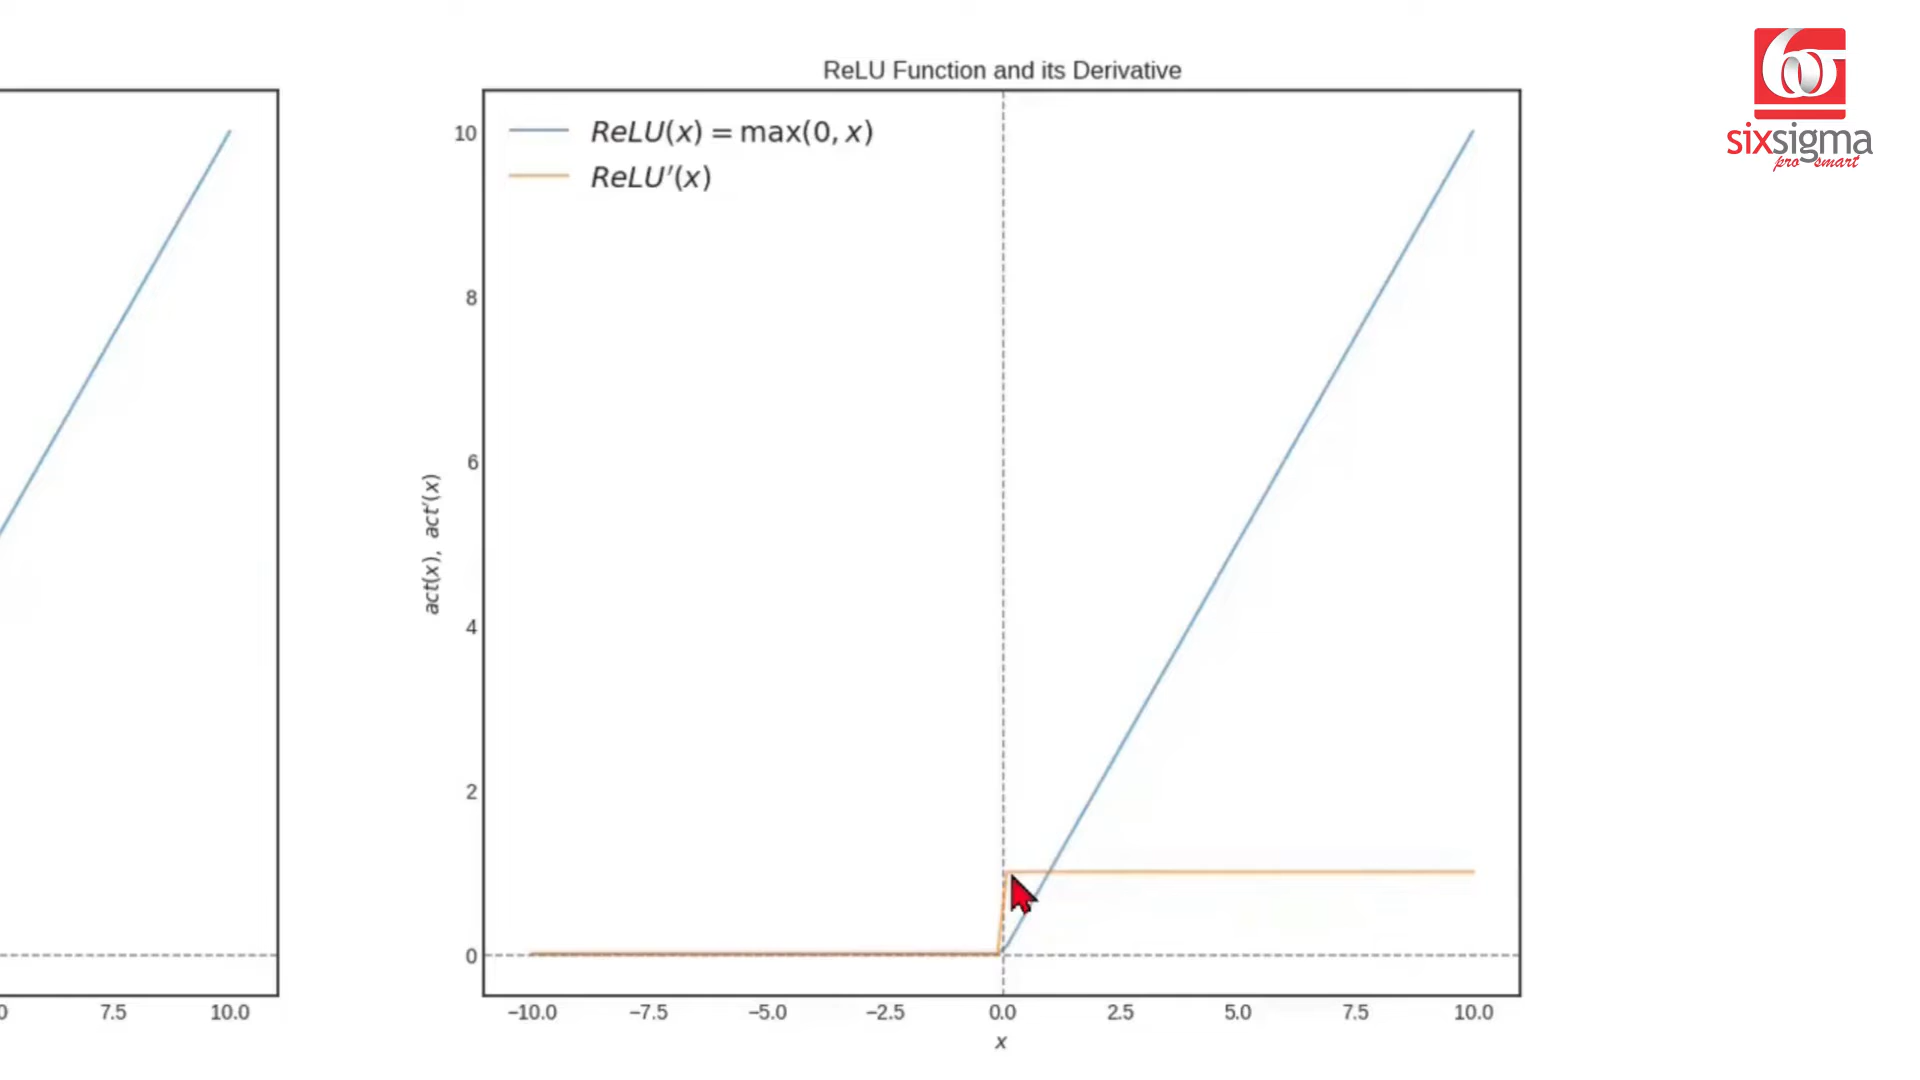 ReLU Function and its Derivative
ReLU(x) = max(0, x)
ReLU′(x)
10
8
6
4
2
0
act(x), act′(x)
−10.0 −7.5 −5.0 −2.5 0.0 2.5 5.0 7.5 10.0
x
0 7.5 10.0
6σ
sixsigma
pro smart